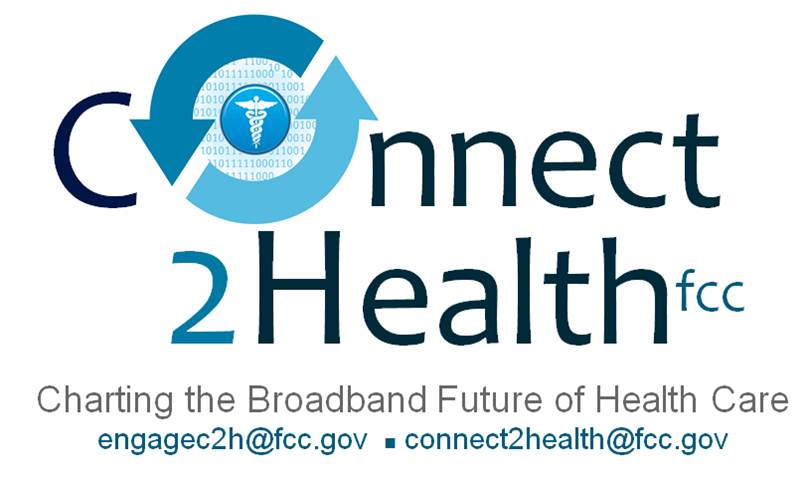 Connect
2Health fcc
Charting the Broadband Future of Health Care
engagec2h@fcc.gov ■ connect2health@fcc.gov